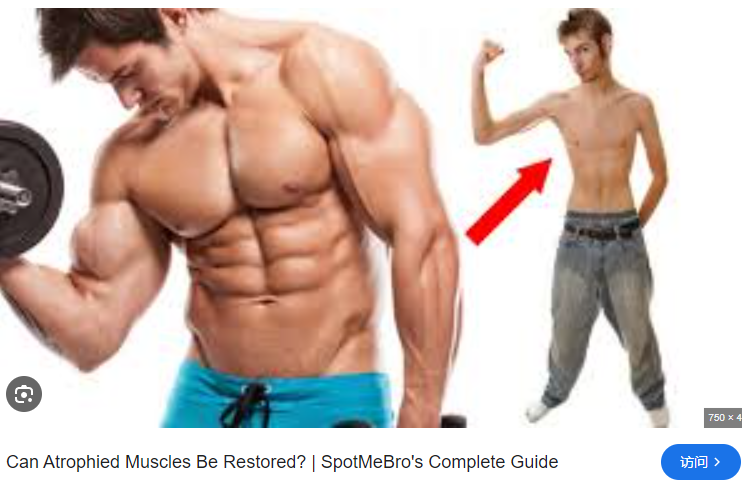 750 × 4
Can Atrophied Muscles Be Restored? | SpotMeBro's Complete Guide
访问